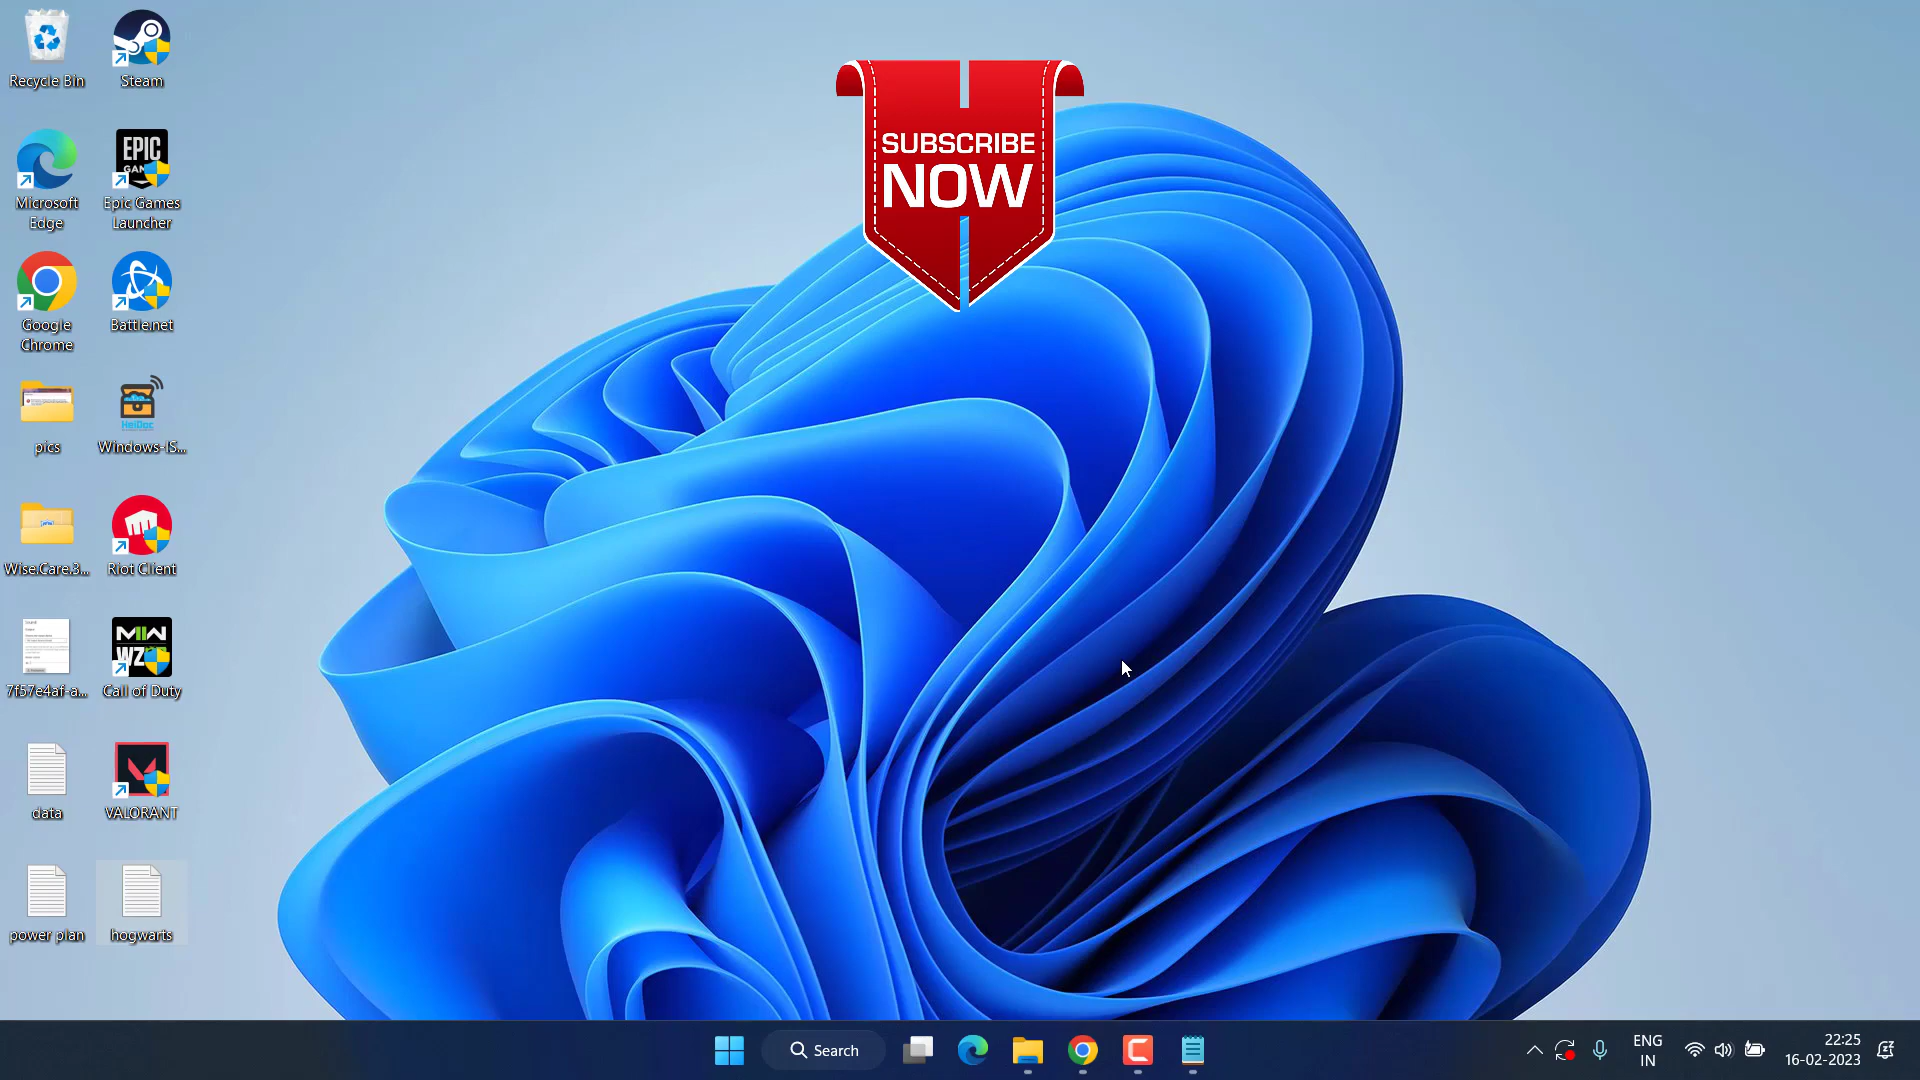 Recycle Bin
Steam
EPIC
GAM
Microsoft
Edge
Epic Games
Launcher
Google
Chrome
Battle.net
HeiDoc
pics
Windows-IS...
Wise.Care.3...
Riot Client
MW
WZ
7f57e4af-a...
Call of Duty
data
VALORANT
power plan
hogwarts
SUBSCRIBE
NOW
Search
ENG
IN
22:25
16-02-2023